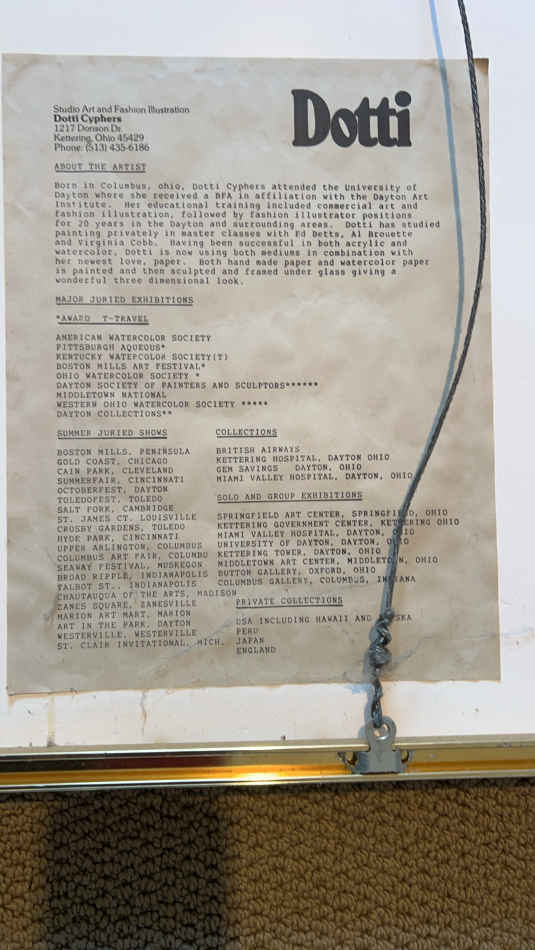 Dotti
Studio Art and Fashion Illustration
Dotti Cyphers
1217 Donson Dr.
Kettering, Ohio 45429
Phone: (513) 435-6186
ABOUT THE ARTIST
Born in Columbus, ohio, Dotti Cyphers attended the University of
Dayton where she received a BFA in affiliation with the Dayton Art
Institute. Her educational training included commercial art and
fashion illustration, followed by fashion illustrator positions
for 20 years in the Dayton and surrounding areas. Dotti has studied
painting privately in master classes with Ed Betts, Al Brouette
and Virginia Cobb. Having been successful in both acrylic and
watercolor, Dotti is now using both mediums in combination with
her newest love, paper. Both hand made paper and watercolor paper
is painted and then sculpted and framed under glass giving a
wonderful three dimensional look.
MAJOR JURIED EXHIBITIONS
*AWARD T-TRAVEL
AMERICAN WATERCOLOR SOCIETY
PITTSBURGH AQUEOUS*
KENTUCKY WATERCOLOR SOCIETY(T)
BOSTON MILLS ART FESTIVAL*
OHIO WATERCOLOR SOCIETY *
DAYTON SOCIETY OF PAINTERS AND SCULPTORS******
MIDDLETOWN NATIONAL
WESTERN OHIO WATERCOLOR SOCIETY *****
DAYTON COLLECTIONS**
SUMMER JURIED SHOWS
BOSTON MILLS, PENINSULA
GOLD COAST, CHICAGO
CAIN PARK, CLEVELAND
SUMMERFAIR, CINCINNATI
OCTOBERFEST, DAYTON
TOLEDOFEST, TOLEDO
SALT FORK, CAMBRIDGE
ST. JAMES CT. LOUISVILLE
CROSBY GARDENS, TOLEDO
HYDE PARK, CINCINNATI
UPPER ARLINGTON, COLUMBUS
COLUMBUS ART FAIR, COLUMBU
SEAWAY FESTIVAL, MUSKEGON
BROAD RIPPLE, INDIANAPOLIS
TALBOT ST., INDIANAPOLIS
CHAUTAUQUA OF THE ARTS, MADISON
ZANES SQUARE, ZANESVILLE
MARION ART MART, MARION
ART IN THE PARK, DAYTON
WESTERVILLE, WESTERVILLE
ST. CLAIR INVITATIONAL, MICH.
COLLECTIONS
BRITISH AIRWAYS
KETTERING HOSPITAL, DAYTON OHIO
GEM SAVINGS DAYTON, OHIO
MIAMI VALLEY HOSPITAL, DAYTON, OHIO
SOLO AND GROUP EXHIBITIONS
SPRINGFIELD ART CENTER, SPRINGFIELD, OHIO
KETTERING GOVERNMENT CENTER, KETTERING OHIO
MIAMI VALLEY HOSPITAL, DAYTON, OHIO
UNIVERSITY OF DAYTON, DAYTON, OHIO
KETTERING TOWER, DAYTON, OHIO
MIDDLETOWN ART CENTER, MIDDLETOWN, OHIO
BUTTON GALLERY, OXFORD, OHIO
COLUMBUS GALLERY, COLUMBUS, INDIANA
PRIVATE COLLECTIONS
USA INCLUDING HAWAII AND ALASKA
PERU
JAPAN
ENGLAND